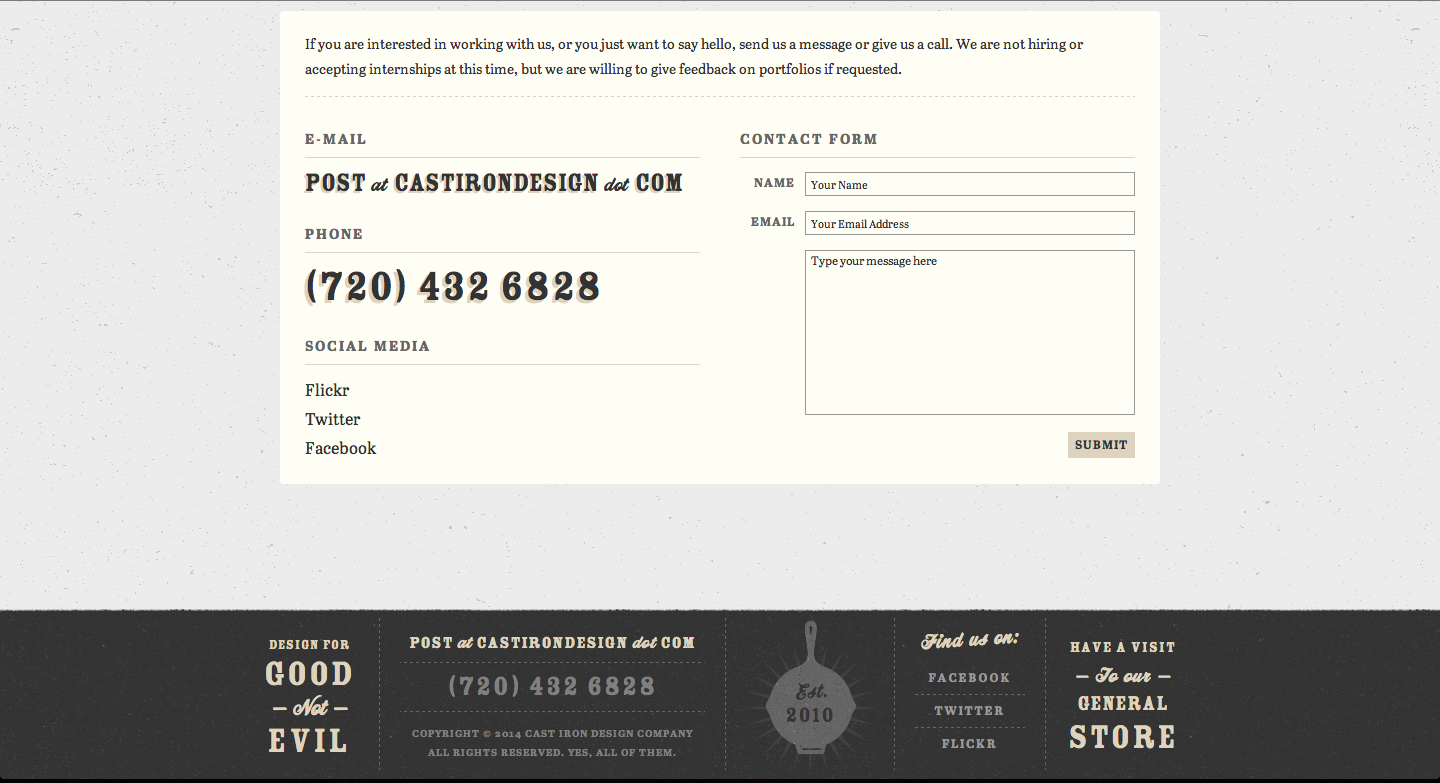 If you are interested in working with us, or you just want to say hello, send us a message or give us a call. We are not hiring or
accepting internships at this time, but we are willing to give feedback on portfolios if requested.
E-MAIL
POST at CASTIRONDESIGN dot COM
PHONE
(720) 432 6828
SOCIAL MEDIA
Flickr
Twitter
Facebook
CONTACT FORM
NAME
Your Name
EMAIL
Your Email Address
Type your message here
SUBMIT
DESIGN FOR
GOOD
— Not —
EVIL
POST at CASTIRONDESIGN dot COM
(720) 432 6828
COPYRIGHT © 2014 CAST IRON DESIGN COMPANY
ALL RIGHTS RESERVED. YES, ALL OF THEM.
Est.
2010
Find us on:
FACEBOOK
TWITTER
FLICKR
HAVE A VISIT
— To our —
GENERAL
STORE